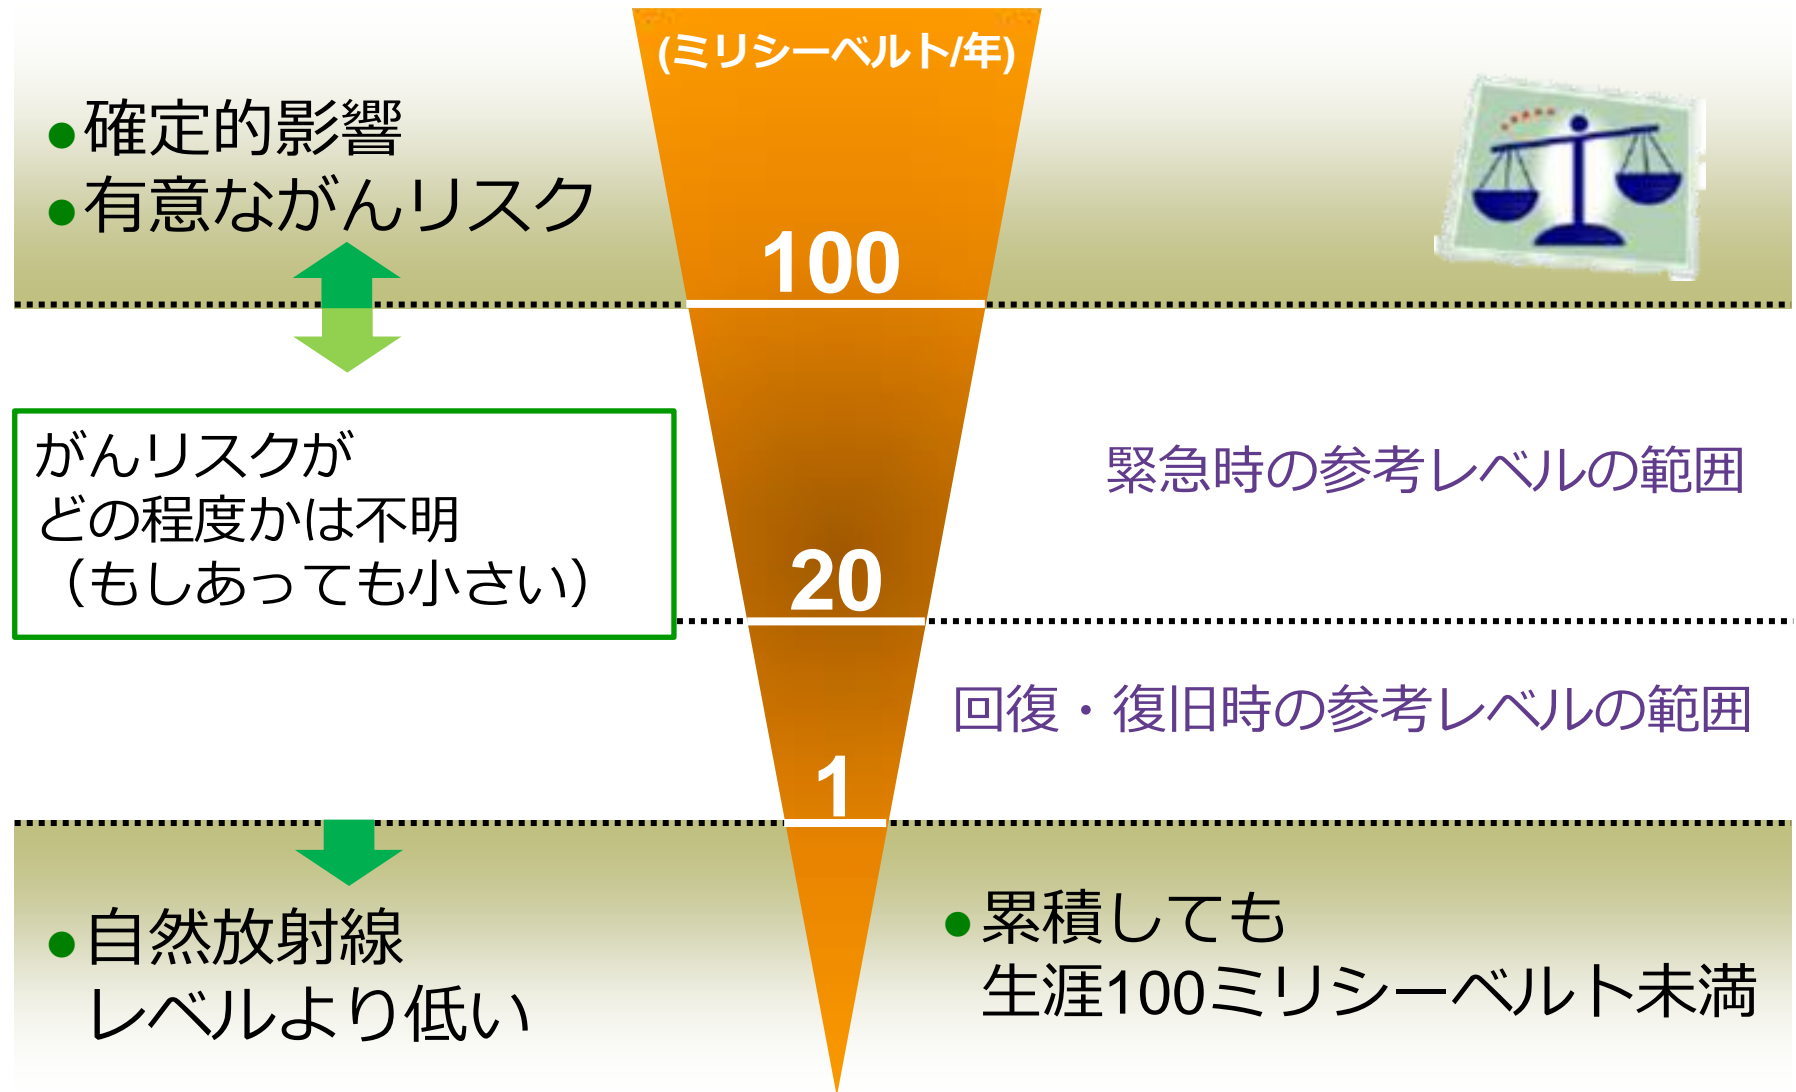 (ミリシーベルト/年)
●確定的影響
●有意ながんリスク
100
がんリスクが
どの程度かは不明
（もしあっても小さい）
緊急時の参考レベルの範囲
20
回復・復旧時の参考レベルの範囲
1
●自然放射線
レベルより低い
●累積しても
生涯100ミリシーベルト未満